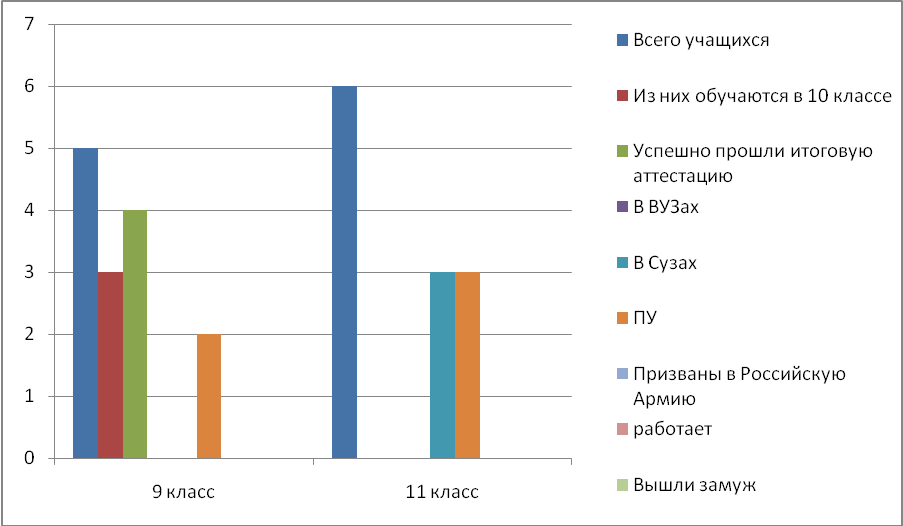 7
6
5
4
3
2
1
0
9 класс
11 класс
Всего учащихся
Из них обучаются в 10 классе
Успешно прошли итоговую
аттестацию
В ВУЗах
В Сузах
ПУ
Призваны в Российскую
Армию
работает
Вышли замуж